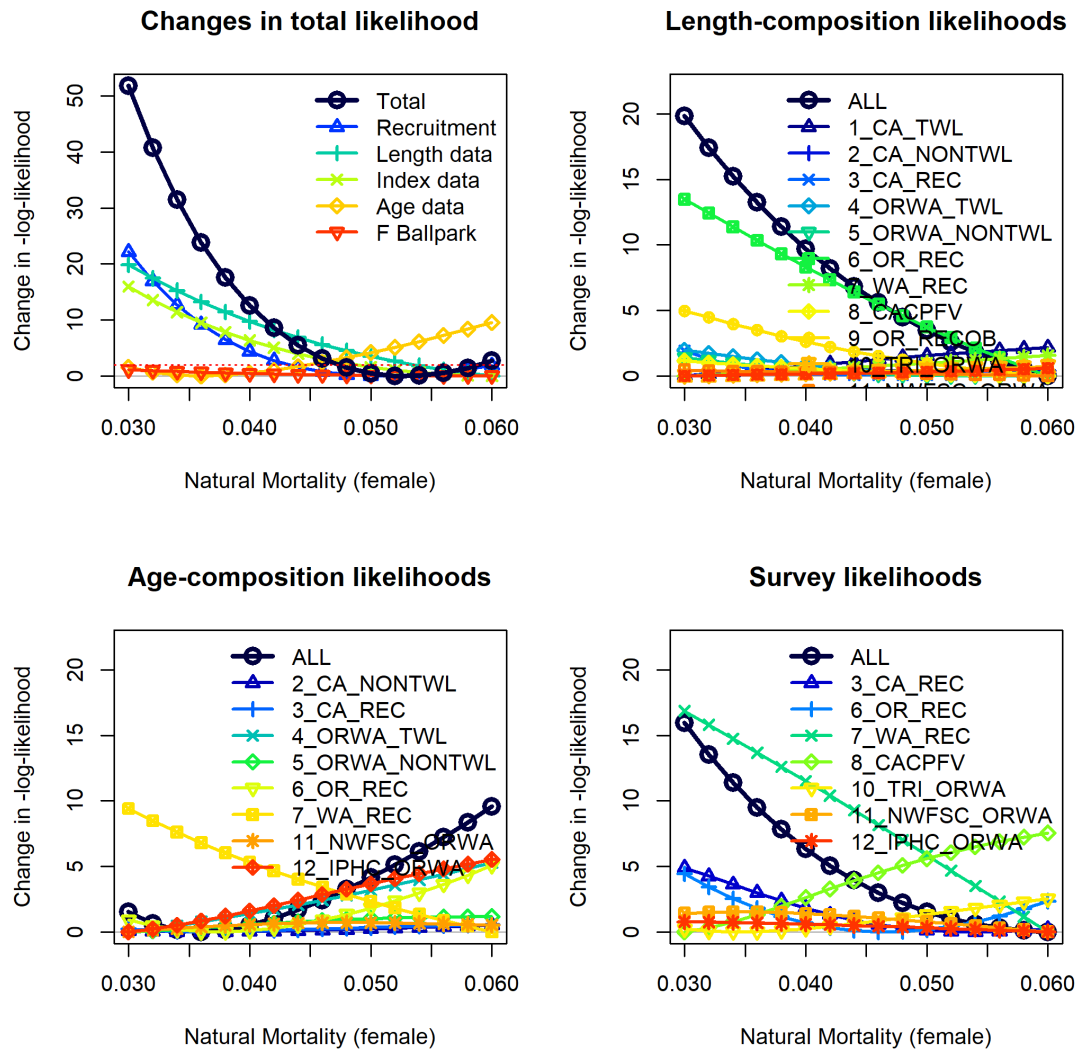 Changes in total likelihood
Change in -log-likelihood
50
40
30
20
10
0
Total
Recruitment
Length data
Index data
Age data
F Ballpark
0.030
0.040
0.050
0.060
Natural Mortality (female)
Length-composition likelihoods
Change in -log-likelihood
20
15
10
5
0
ALL
1_CA_TWL
2_CA_NONTWL
3_CA_REC
4_ORWA_TWL
5_ORWA_NONTWL
6_OR_REC
7_WA_REC
8_CACPFV
9_OR_RECOB
10_TRI_ORWA
11_NWFSC_ORWA
0.030
0.040
0.050
0.060
Natural Mortality (female)
Age-composition likelihoods
Change in -log-likelihood
20
15
10
5
0
ALL
2_CA_NONTWL
3_CA_REC
4_ORWA_TWL
5_ORWA_NONTWL
6_OR_REC
7_WA_REC
11_NWFSC_ORWA
12_IPHC_ORWA
0.030
0.040
0.050
0.060
Natural Mortality (female)
Survey likelihoods
Change in -log-likelihood
20
15
10
5
0
ALL
3_CA_REC
6_OR_REC
7_WA_REC
8_CACPFV
10_TRI_ORWA
11_NWFSC_ORWA
12_IPHC_ORWA
0.030
0.040
0.050
0.060
Natural Mortality (female)